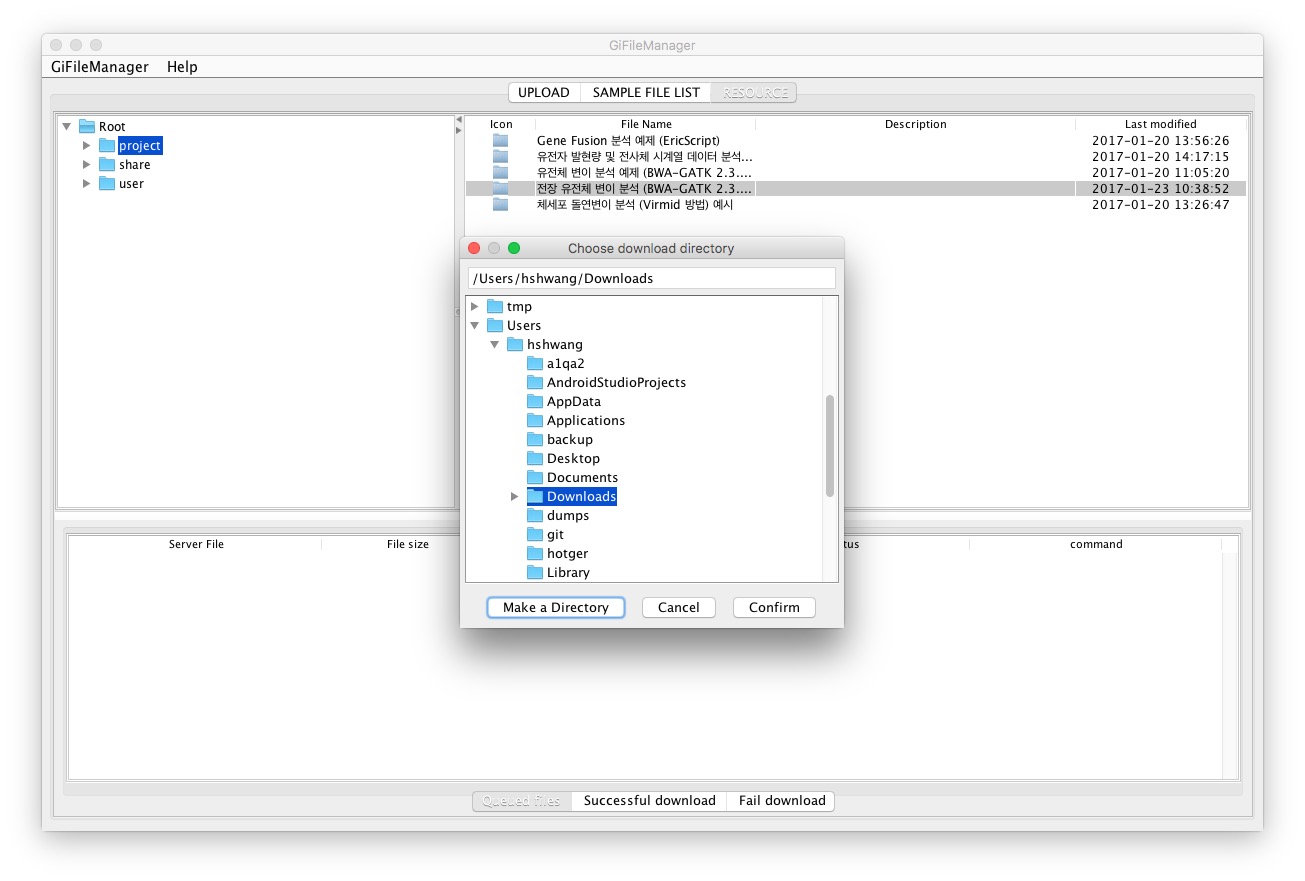 GiFileManager
GiFileManager Help
UPLOAD SAMPLE FILE LIST RESOURCE
Root
project
share
user
Icon File Name Description Last modified
Gene Fusion 분석 예제 (EricScript) 2017-01-20 13:56:26
유전자 발현량 및 전사체 시계열 데이터 분석... 2017-01-20 14:17:15
유전체 변이 분석 예제 (BWA-GATK 2.3.... 2017-01-20 11:05:20
전장 유전체 변이 분석 (BWA-GATK 2.3.... 2017-01-23 10:38:52
체세포 돌연변이 분석 (Virmid 방법) 예시 2017-01-20 13:26:47
Choose download directory
/Users/hshwang/Downloads
tmp
Users
hshwang
a1qa2
AndroidStudioProjects
AppData
Applications
backup
Desktop
Documents
Downloads
dumps
git
hotger
Library
Make a Directory Cancel Confirm
Server File File size tus command
Queued files Successful download Fail download